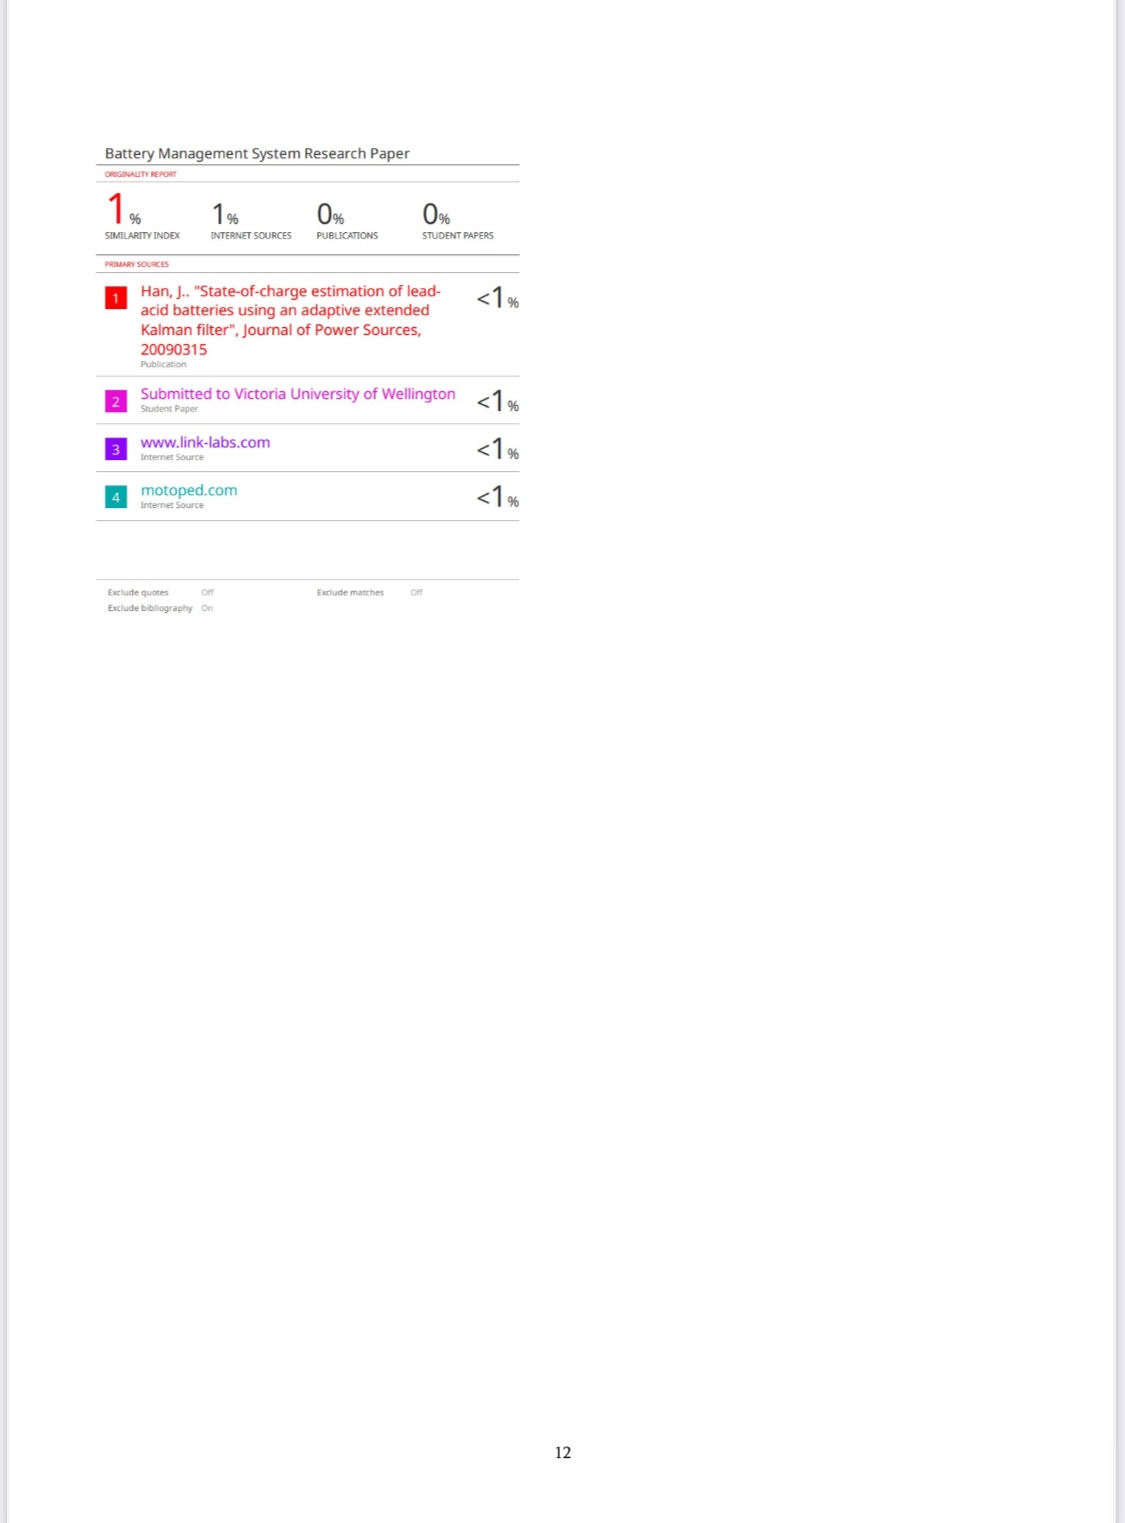 Battery Management System Research Paper
ORIGINALITY REPORT
1% 1% 0% 0%
SIMILARITY INDEX INTERNET SOURCES PUBLICATIONS STUDENT PAPERS
PRIMARY SOURCES
1 Han, J.. "State-of-charge estimation of lead- <1%
acid batteries using an adaptive extended
Kalman filter", Journal of Power Sources,
20090315
Publication
2 Submitted to Victoria University of Wellington <1%
Student Paper
3 www.link-labs.com <1%
Internet Source
4 motoped.com <1%
Internet Source
Exclude quotes Off Exclude matches Off
Exclude bibliography On
12